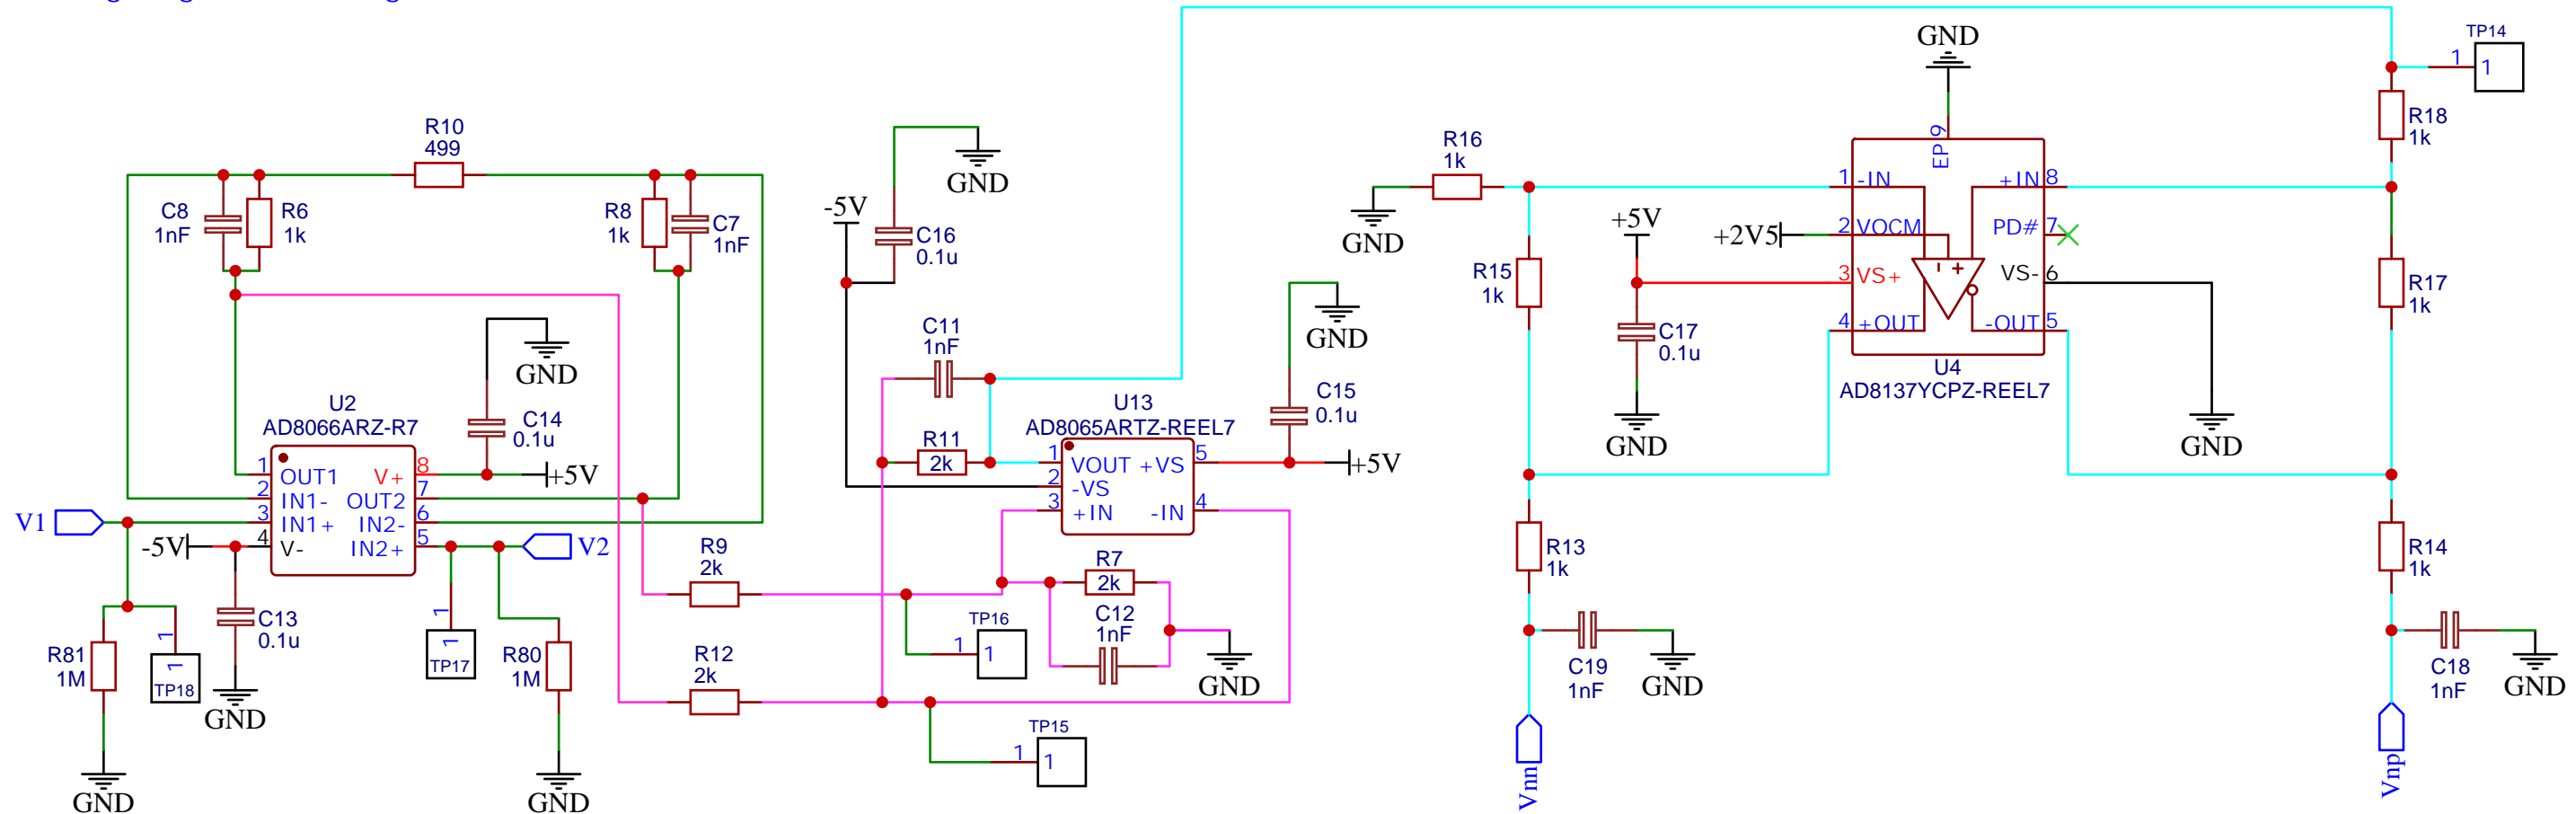 GND
TP14
1
1
R10
499
R16
1k
EP
9
R18
1k
GND
C8
1nF
R6
1k
R8
1k
C7
1nF
-5V
C16
0.1u
GND
+5V
+2V5
R15
1k
1
-IN
+IN
8
2
VOCM
PD#
7
3
VS+
VS-
6
4
+OUT
-OUT
5
R17
1k
C17
0.1u
U4
AD8137YCPZ-REEL7
GND
GND
GND
C14
0.1u
+5V
U2
AD8066ARZ-R7
1
OUT1
V+
8
2
IN1-
OUT2
7
3
IN1+
IN2-
6
4
V-
IN2+
5
V1
-5V
V2
C11
1nF
R11
2k
GND
C15
0.1u
+5V
U13
AD8065ARTZ-REEL7
1
VOUT
+VS
5
2
-VS
3
+IN
-IN
4
R9
2k
R7
2k
C12
1nF
GND
TP16
1
1
R12
2k
TP15
1
1
R81
1M
1
1
TP18
C13
0.1u
GND
1
1
TP17
R80
1M
GND
GND
R13
1k
C19
1nF
GND
Vnn
R14
1k
C18
1nF
GND
Vnp